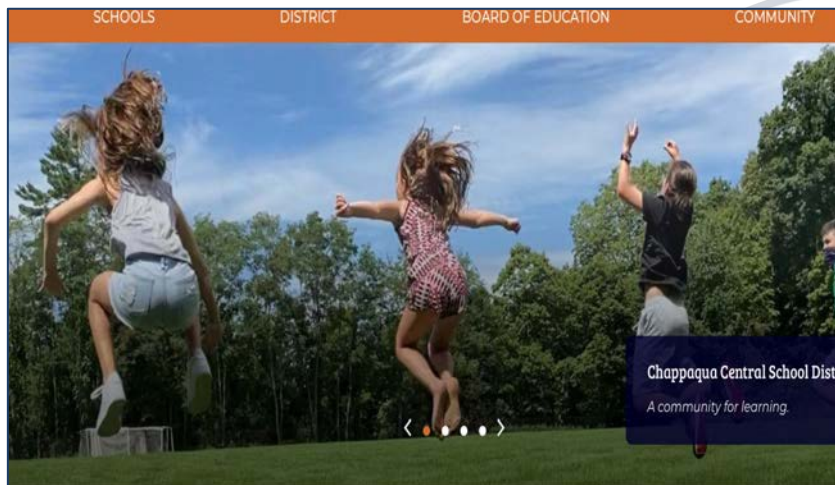 SCHOOLS DISTRICT BOARD OF EDUCATION COMMUNITY
Chappaqua Central School Dist
A community for learning.